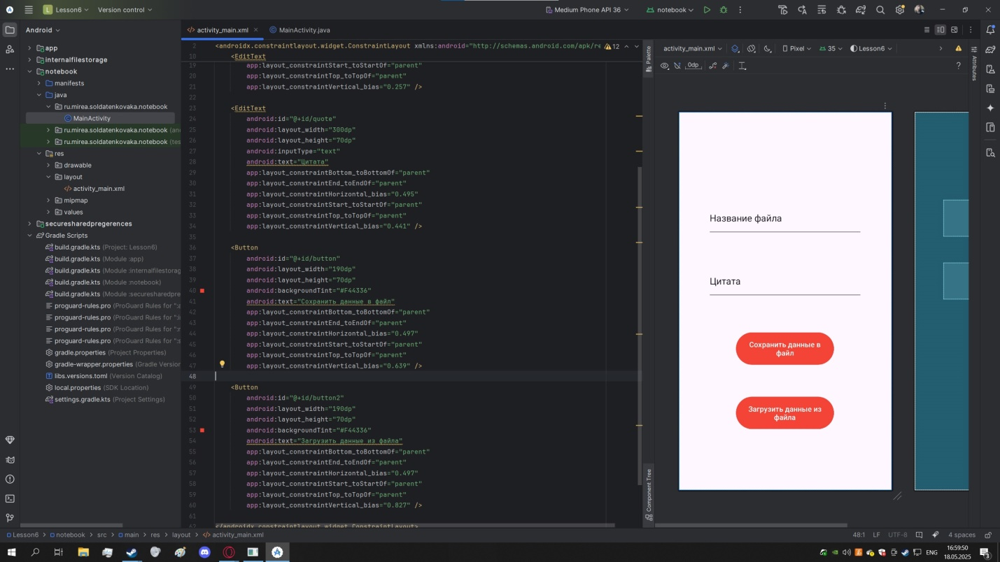 L Lesson6
Version control
Medium Phone API 36
notebook
Android
app
internalfilestorage
notebook
manifests
java
ru.mirea.soldatenkovaka.notebook
MainActivity
ru.mirea.soldatenkovaka.notebook (an
ru.mirea.soldatenkovaka.notebook (tes
res
drawable
layout
activity_main.xml
mipmap
values
securesharedpregerences
Gradle Scripts
build.gradle.kts (Project: Lesson6)
build.gradle.kts (Module :app)
build.gradle.kts (Module :internalfilestorag
build.gradle.kts (Module :notebook)
build.gradle.kts (Module :securesharedpre
proguard-rules.pro (ProGuard Rules for ":a
proguard-rules.pro (ProGuard Rules for ":i
proguard-rules.pro (ProGuard Rules for ":r
proguard-rules.pro (ProGuard Rules for ":s
gradle.properties (Project Properties)
gradle-wrapper.properties (Gradle Version
libs.versions.toml (Version Catalog)
local.properties (SDK Location)
settings.gradle.kts (Project Settings)
activity_main.xml
MainActivity.java
2 <androidx.constraintlayout.widget.ConstraintLayout xmlns:android="http://schemas.android.com/apk/re 12
10 <EditText
19 app:layout_constraintStart_toStartOf="parent"
20 app:layout_constraintTop_toTopOf="parent"
21 app:layout_constraintVertical_bias="0.257" />
22
23 <EditText
24 android:id="@+id/quote"
25 android:layout_width="300dp"
26 android:layout_height="70dp"
27 android:inputType="text"
28 android:text="Цитата"
29 app:layout_constraintBottom_toBottomOf="parent"
30 app:layout_constraintEnd_toEndOf="parent"
31 app:layout_constraintHorizontal_bias="0.495"
32 app:layout_constraintStart_toStartOf="parent"
33 app:layout_constraintTop_toTopOf="parent"
34 app:layout_constraintVertical_bias="0.441" />
35
36 <Button
37 android:id="@+id/button"
38 android:layout_width="190dp"
39 android:layout_height="70dp"
40 android:backgroundTint="#F44336"
41 android:text="Сохранить данные в файл"
42 app:layout_constraintBottom_toBottomOf="parent"
43 app:layout_constraintEnd_toEndOf="parent"
44 app:layout_constraintHorizontal_bias="0.497"
45 app:layout_constraintStart_toStartOf="parent"
46 app:layout_constraintTop_toTopOf="parent"
47 app:layout_constraintVertical_bias="0.639" />
48
49 <Button
50 android:id="@+id/button2"
51 android:layout_width="190dp"
52 android:layout_height="70dp"
53 android:backgroundTint="#F44336"
54 android:text="Загрузить данные из файла"
55 app:layout_constraintBottom_toBottomOf="parent"
56 app:layout_constraintEnd_toEndOf="parent"
57 app:layout_constraintHorizontal_bias="0.497"
58 app:layout_constraintStart_toStartOf="parent"
59 app:layout_constraintTop_toTopOf="parent"
60 app:layout_constraintVertical_bias="0.827" />
61
62 </androidx.constraintlayout.widget.ConstraintLayout>
Palette
Component Tree
activity_main.xml
Pixel
35
Lesson6
0dp
?
Attributes
Название файла
Цитата
Сохранить данные в
файл
Загрузить данные из
файла
Lesson6 > notebook > src > main > res > layout > activity_main.xml
48:1 LF UTF-8 4 spaces
ENG
16:59:50
18.05.2025
3